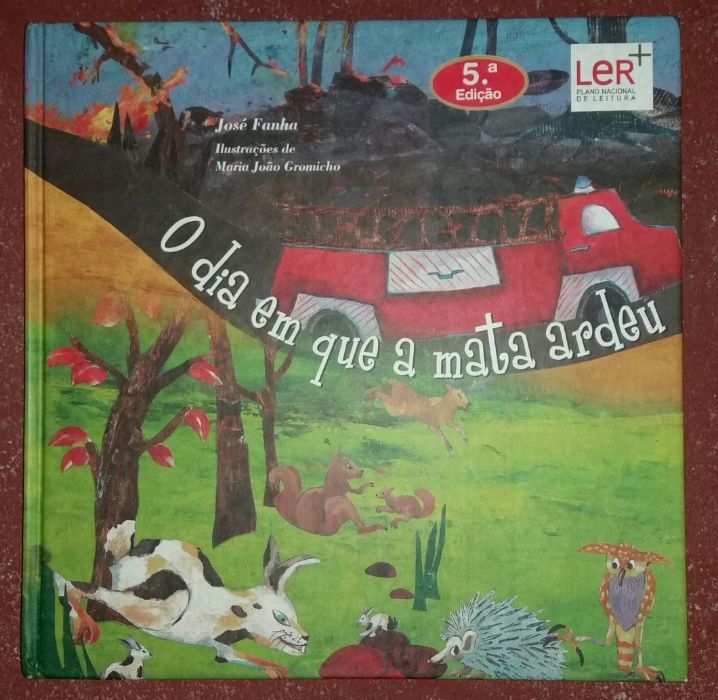 5.ª
Edição
LeR+
PLANO NACIONAL
DE LEITURA
José Fanha
Ilustrações de
Maria João Gromicho
O dia em que a mata ardeu